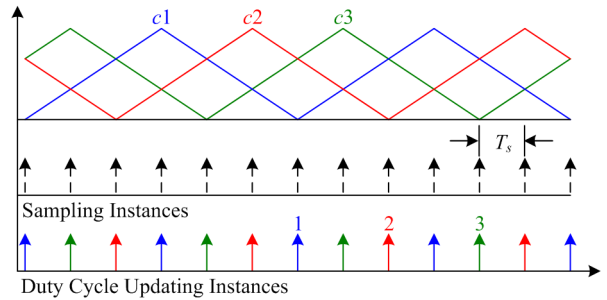 c1 c2 c3
Ts
Sampling Instances
1 2 3
Duty Cycle Updating Instances